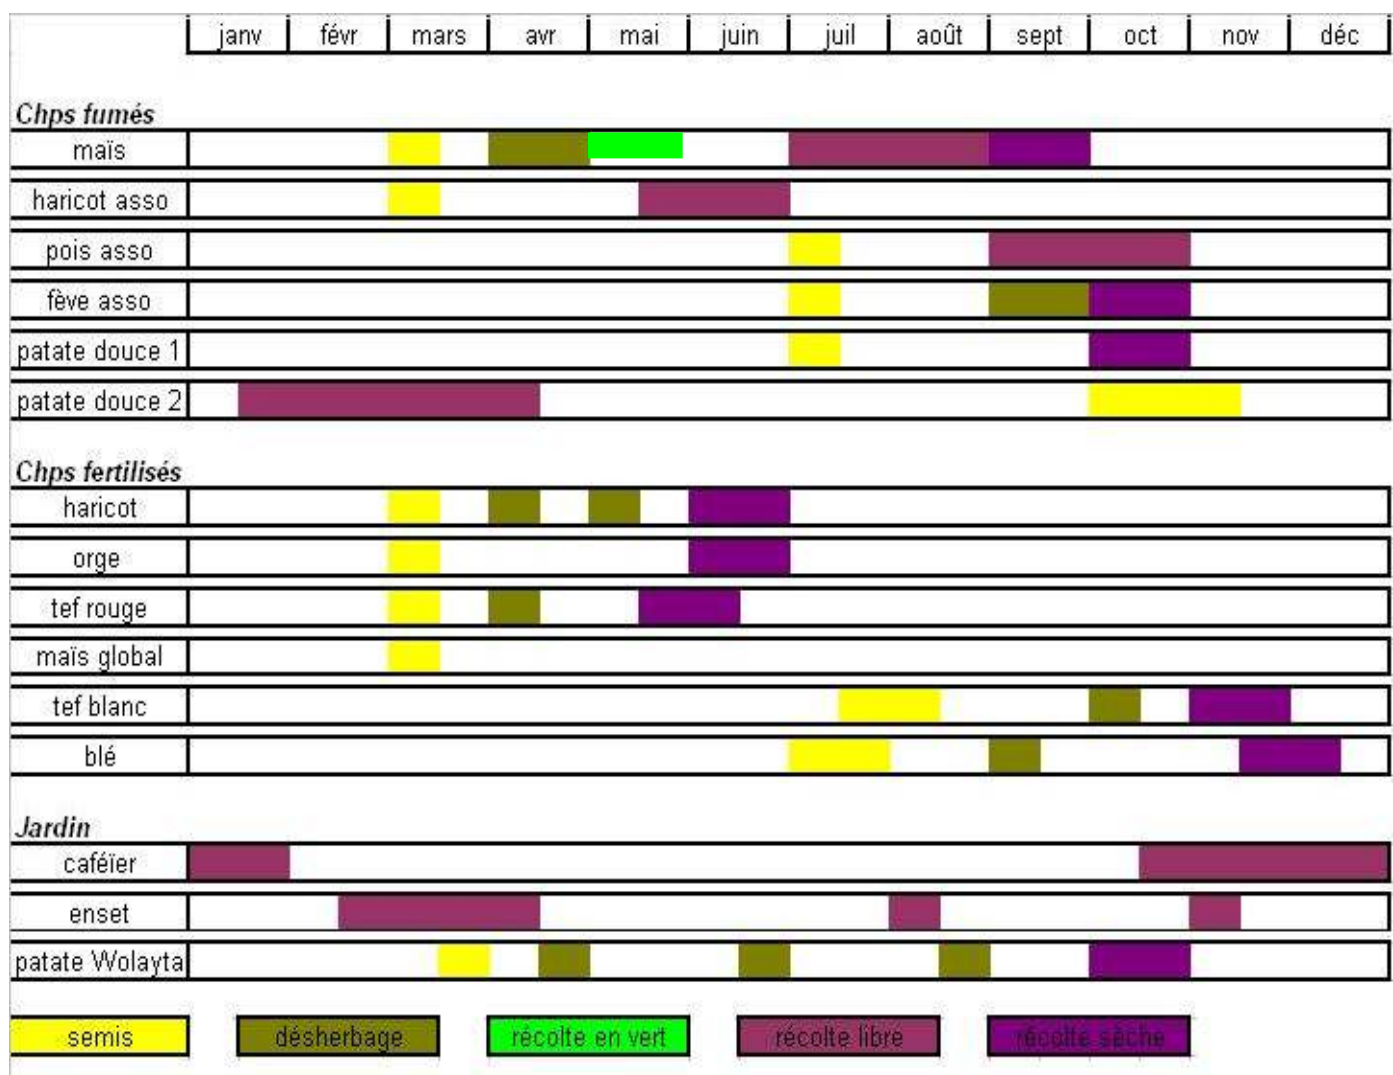 janv févr mars avr mai juin juil août sept oct nov déc
Chps fumés
maïs
haricot asso
pois asso
fève asso
patate douce 1
patate douce 2
Chps fertilisés
haricot
orge
tef rouge
maïs global
tef blanc
blé
Jardin
caféïer
enset
patate Wolayta
semis désherbage récolte en vert récolte libre récolte sèche